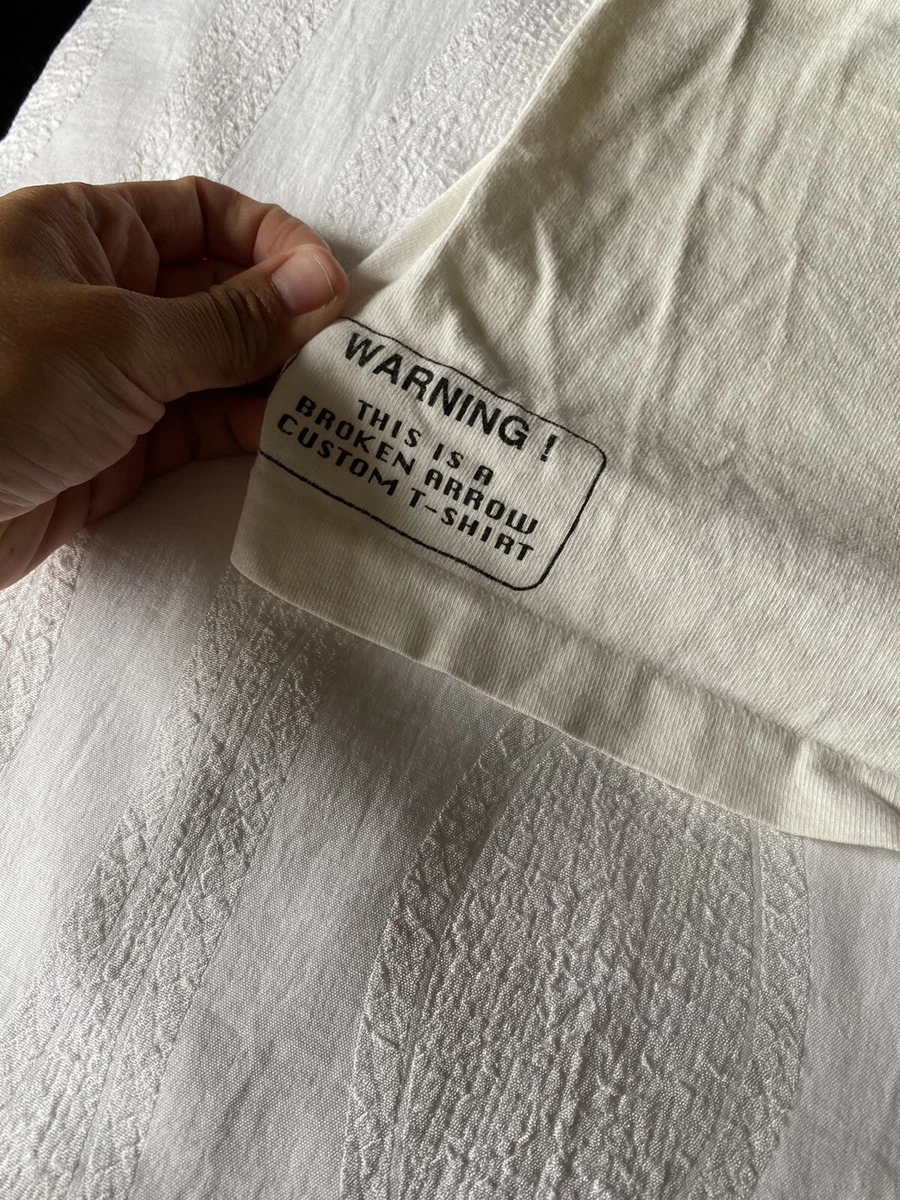 WARNING !
THIS IS A
BROKEN ARROW
CUSTOM T-SHIRT